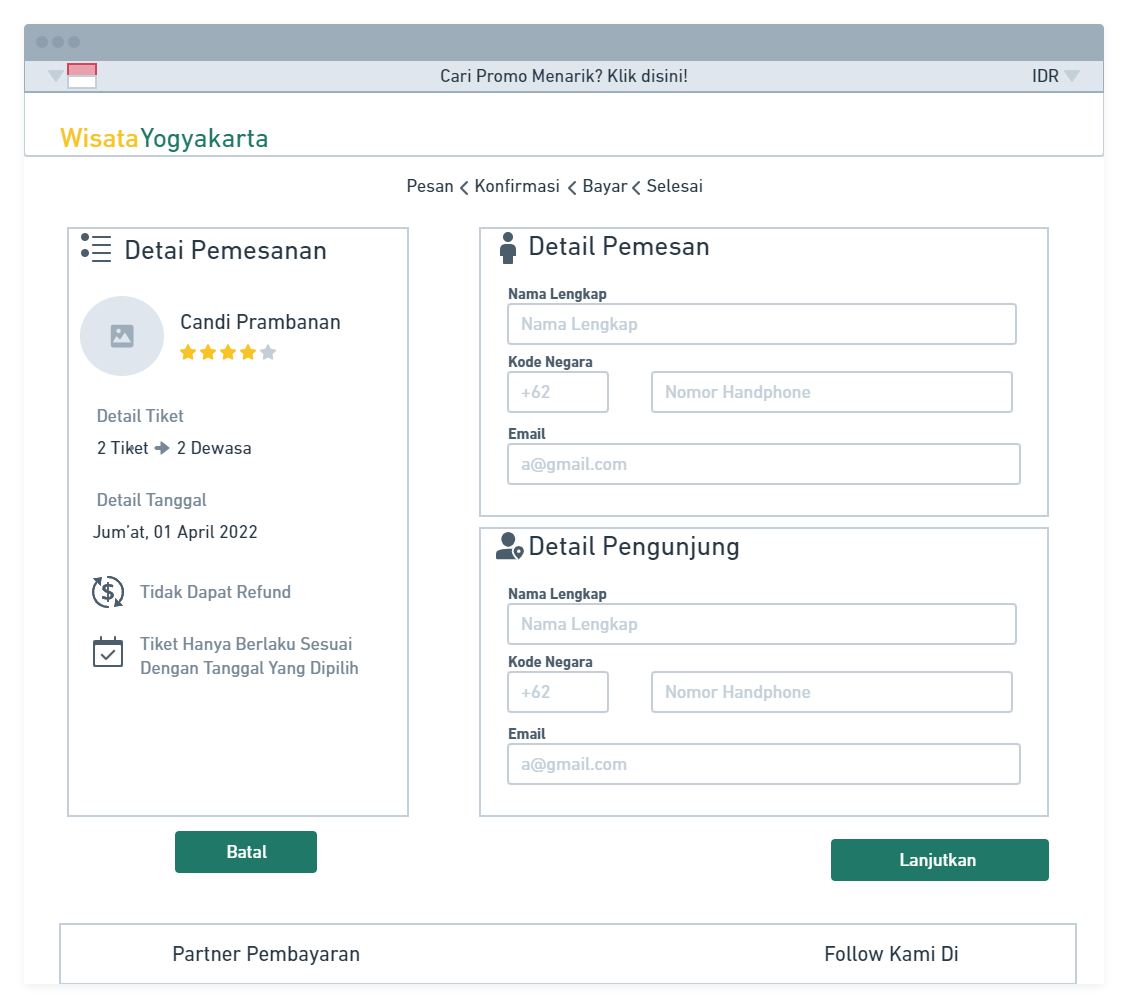 Cari Promo Menarik? Klik disini!
IDR
WisataYogyakarta
Pesan Konfirmasi Bayar Selesai
Detai Pemesanan
Candi Prambanan
Detail Tiket
2 Tiket 2 Dewasa
Detail Tanggal
Jum'at, 01 April 2022
$
Tidak Dapat Refund
Tiket Hanya Berlaku Sesuai
Dengan Tanggal Yang Dipilih
Batal
Detail Pemesan
Nama Lengkap
Nama Lengkap
Kode Negara
+62 Nomor Handphone
Email
a@gmail.com
Detail Pengunjung
Nama Lengkap
Nama Lengkap
Kode Negara
+62 Nomor Handphone
Email
a@gmail.com
Lanjutkan
Partner Pembayaran Follow Kami Di